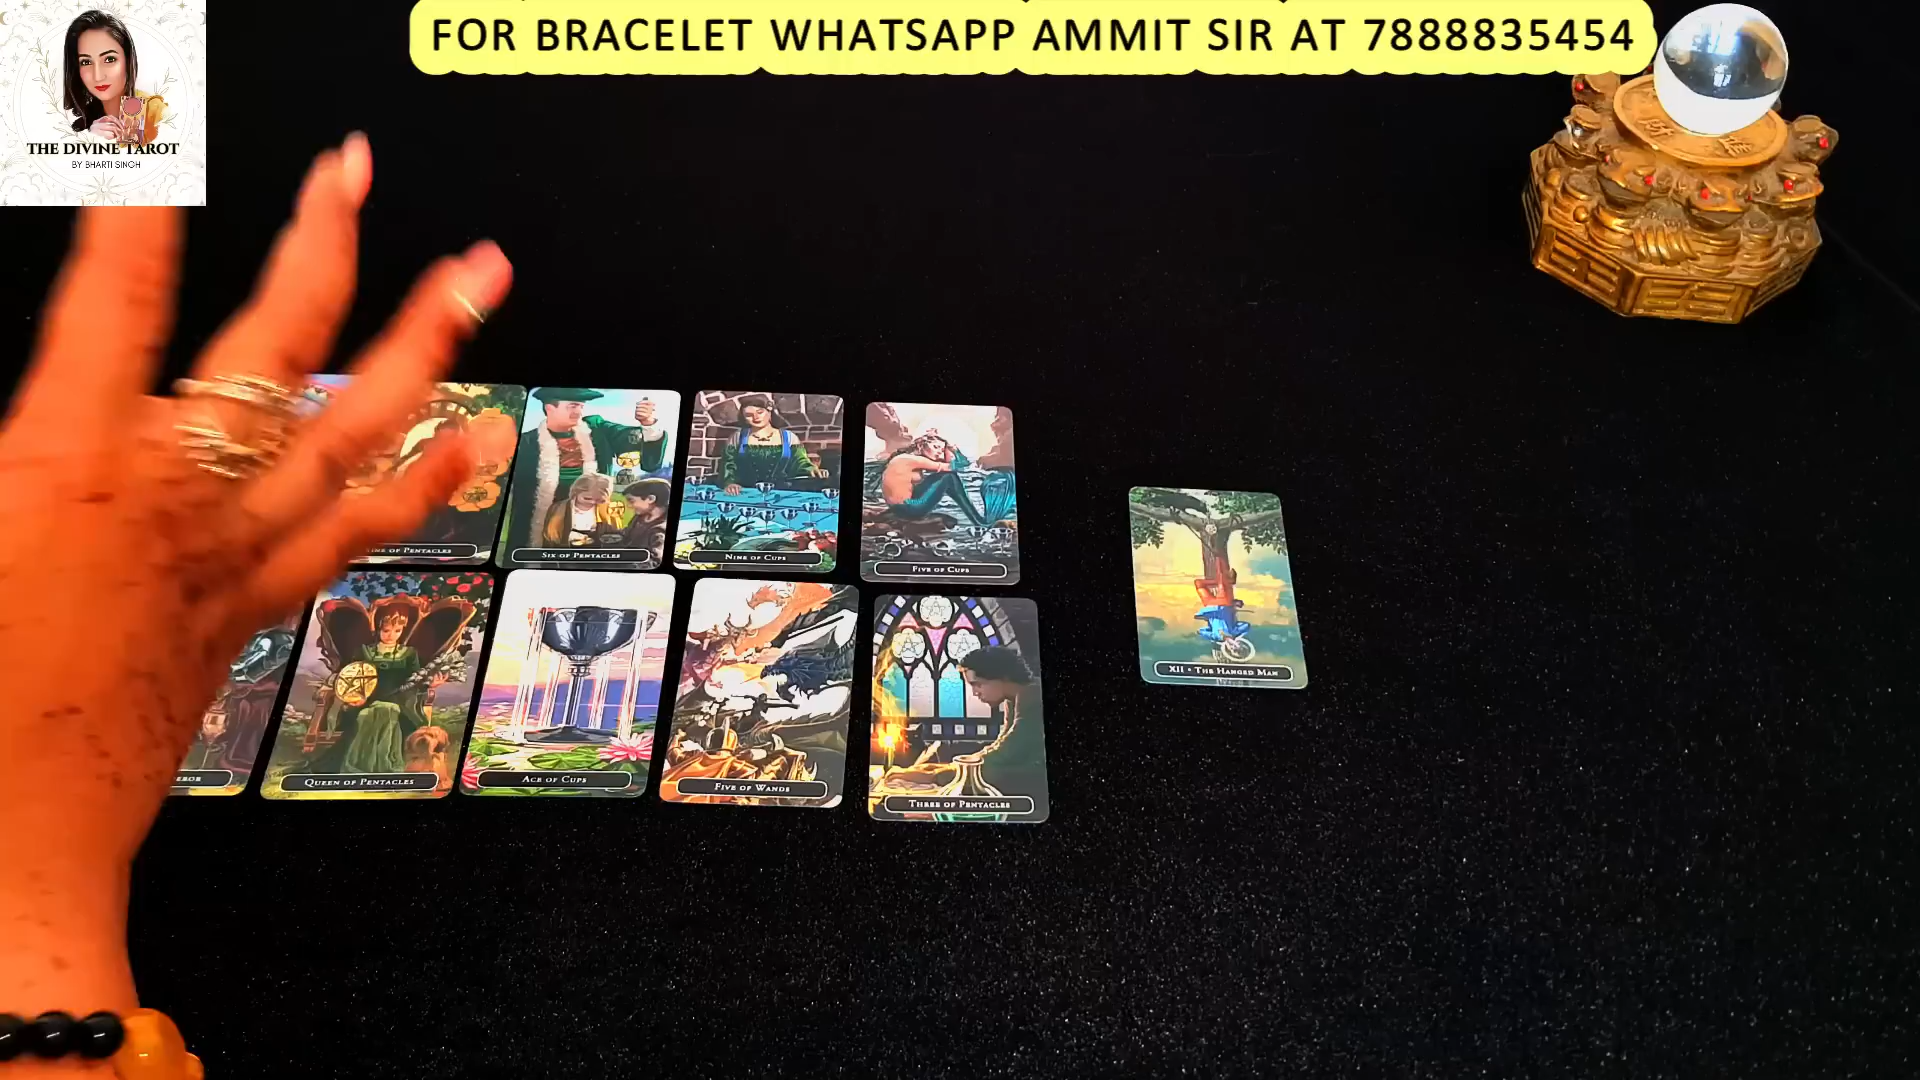 FOR BRACELET WHATSAPP AMMIT SIR AT 7888835454
THE DIVINE TAROT
BY BHARTI SINGH
OF PENTACLES
SIX OF PENTACLES
NINE OF CUPS
FIVE OF CUPS
XII • THE HANGED MAN
QUEEN OF PENTACLES
ACE OF CUPS
FIVE OF WANDS
THREE OF PENTACLES